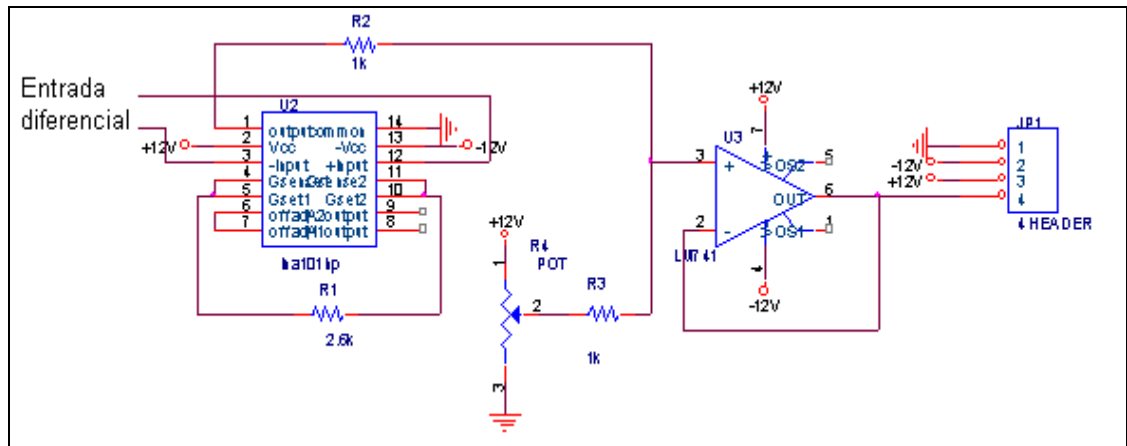 R2
1k
Entrada
diferencial
U2
1
2
3
4
5
6
7
14
13
12
11
10
9
8
+12V
-12V
Vcc
-Vcc
-Input
+Input
Gset1
Gset2
R1
2.6k
+12V
1
R4
POT
2
3
R3
1k
U3
+12V
7
3
+
2
-
OS2
5
OUT
6
OS1
1
4
-12V
JP1
-12V
+12V
1
2
3
4
4 HEADER